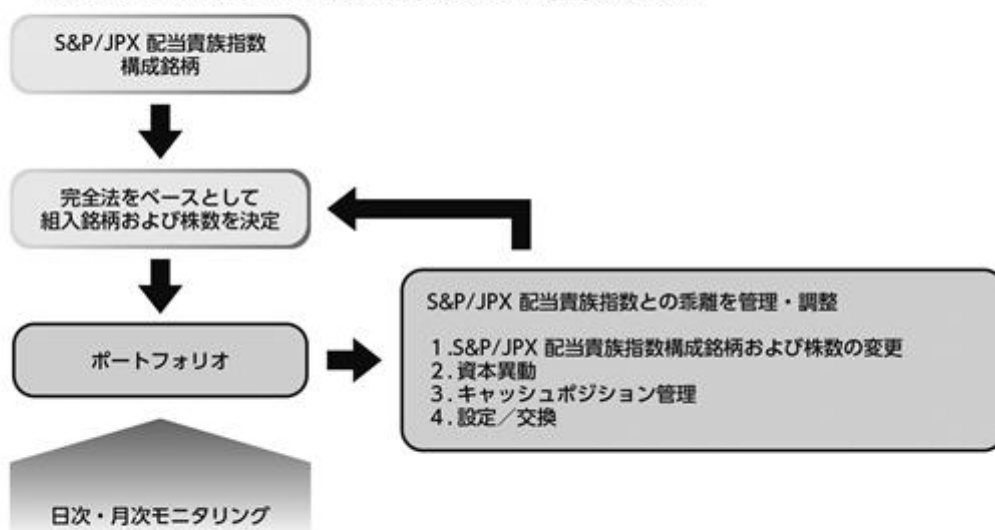 S&P/JPX 配当貴族指数
構成銘柄
完全法をベースとして
組入銘柄および株数を決定
ポートフォリオ
S&P/JPX 配当貴族指数との乖離を管理・調整
1.S&P/JPX 配当貴族指数構成銘柄および株数の変更
2.資本異動
3.キャッシュポジション管理
4.設定／交換
日次・月次モニタリング